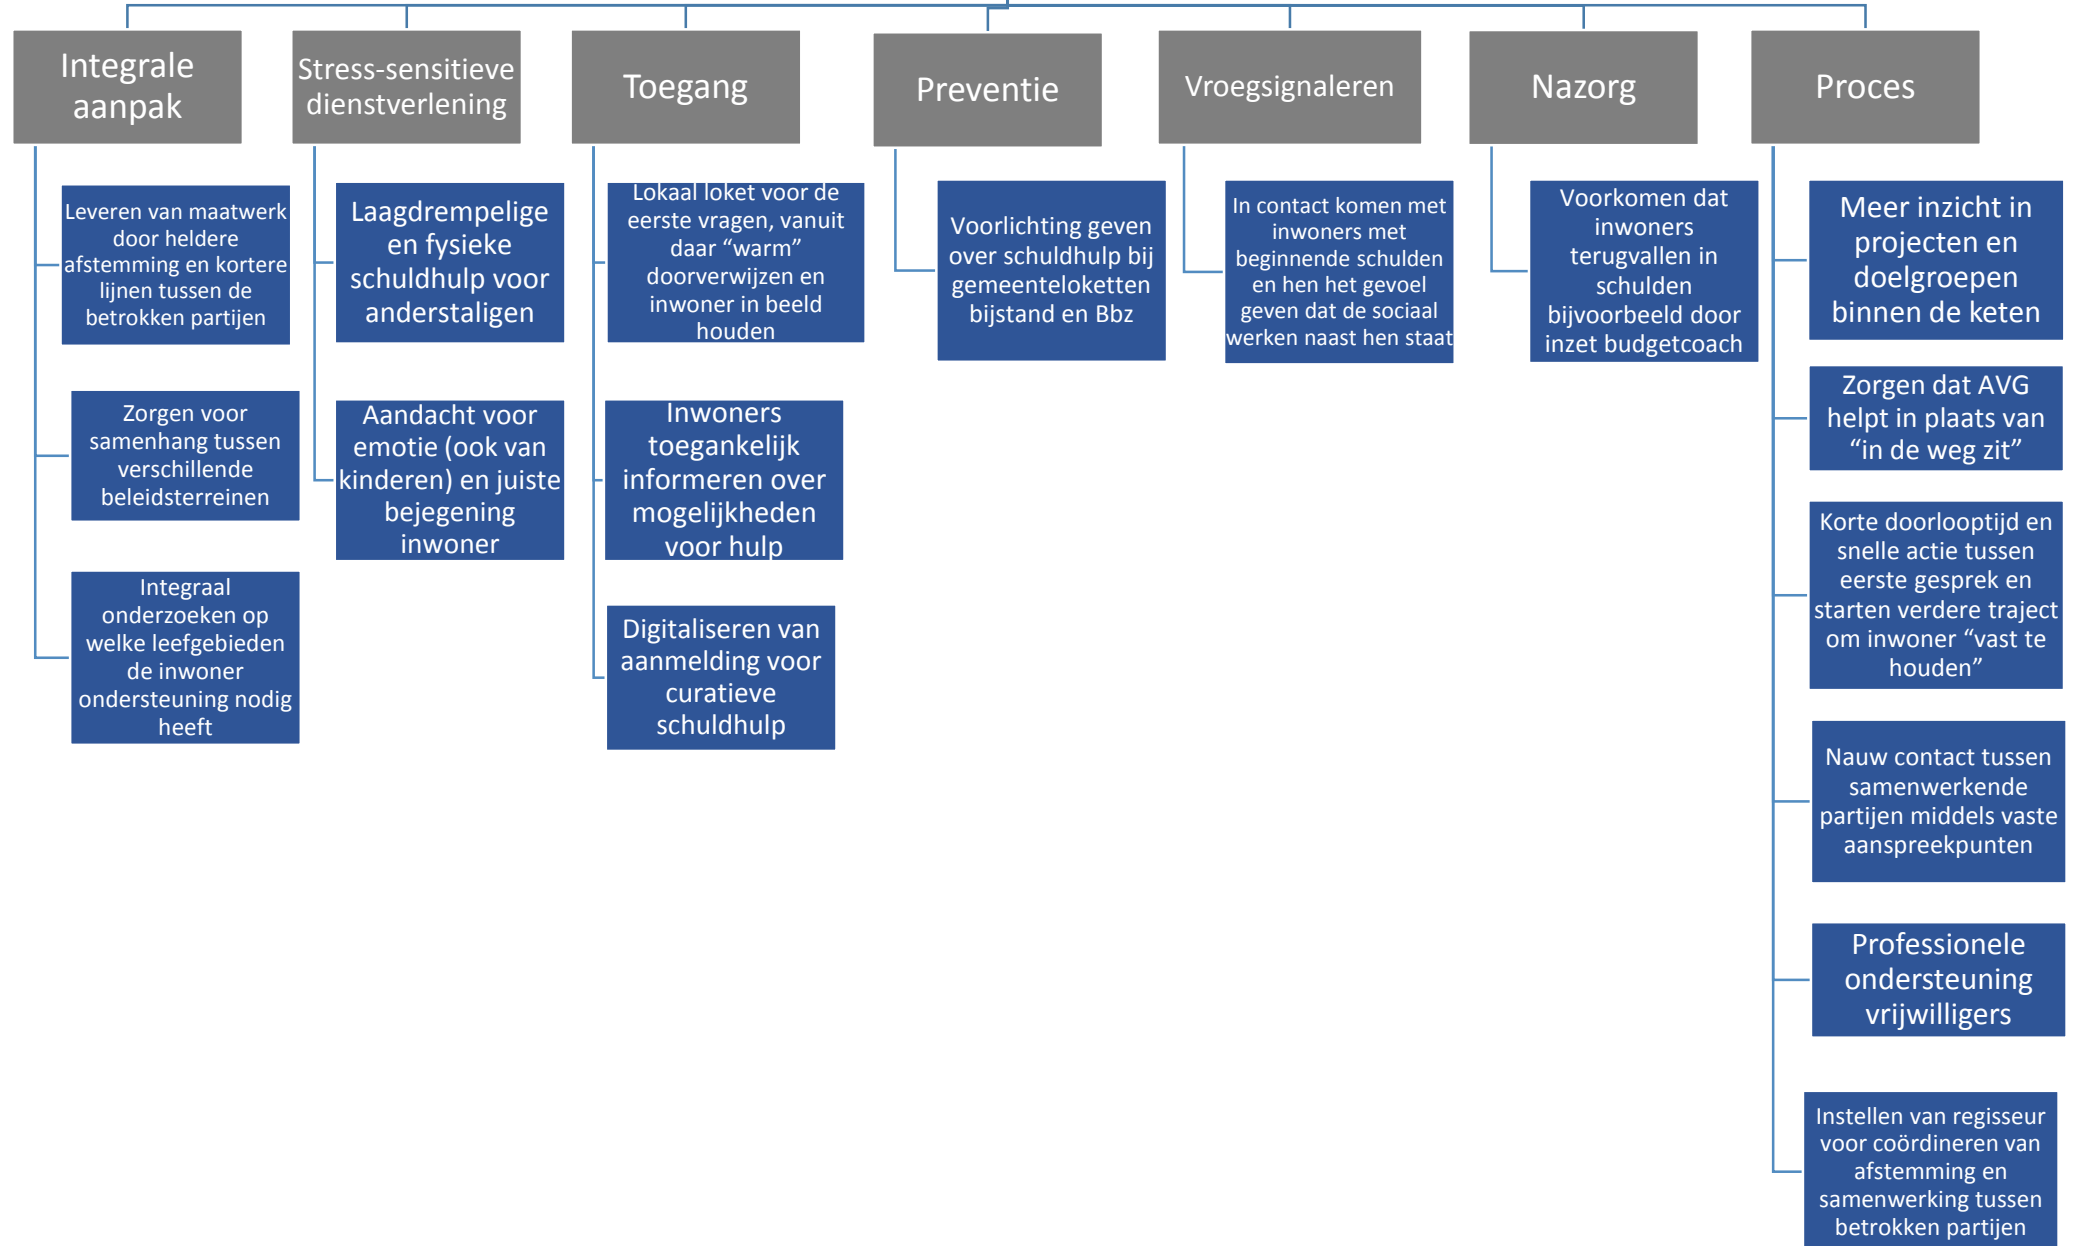 Integrale
aanpak
Leveren van maatwerk
door heldere
afstemming en kortere
lijnen tussen de
betrokken partijen
Zorgen voor
samenhang tussen
verschillende
beleidsterreinen
Integraal
onderzoeken op
welke leefgebieden
de inwoner
ondersteuning nodig
heeft
Stress-sensitieve
dienstverlening
Laagdrempelige
en fysieke
schuldhulp voor
anderstaligen
Aandacht voor
emotie (ook van
kinderen) en juiste
bejegening
inwoner
Toegang
Lokaal loket voor de
eerste vragen, vanuit
daar “warm”
doorverwijzen en
inwoner in beeld
houden
Inwoners
toegankelijk
informeren over
mogelijkheden
voor hulp
Digitaliseren van
aanmelding voor
curatieve
schuldhulp
Preventie
Voorlichting geven
over schuldhulp bij
gemeenteloketten
bijstand en Bbz
Vroegsignaleren
In contact komen met
inwoners met
beginnende schulden
en hen het gevoel
geven dat de sociaal
werken naast hen staat
Nazorg
Voorkomen dat
inwoners
terugvallen in
schulden
bijvoorbeeld door
inzet budgetcoach
Proces
Meer inzicht in
projecten en
doelgroepen
binnen de keten
Zorgen dat AVG
helpt in plaats van
“in de weg zit”
Korte doorlooptijd en
snelle actie tussen
eerste gesprek en
starten verdere traject
om inwoner “vast te
houden”
Nauw contact tussen
samenwerkende
partijen middels vaste
aanspreekpunten
Professionele
ondersteuning
vrijwilligers
Instellen van regisseur
voor coördineren van
afstemming en
samenwerking tussen
betrokken partijen